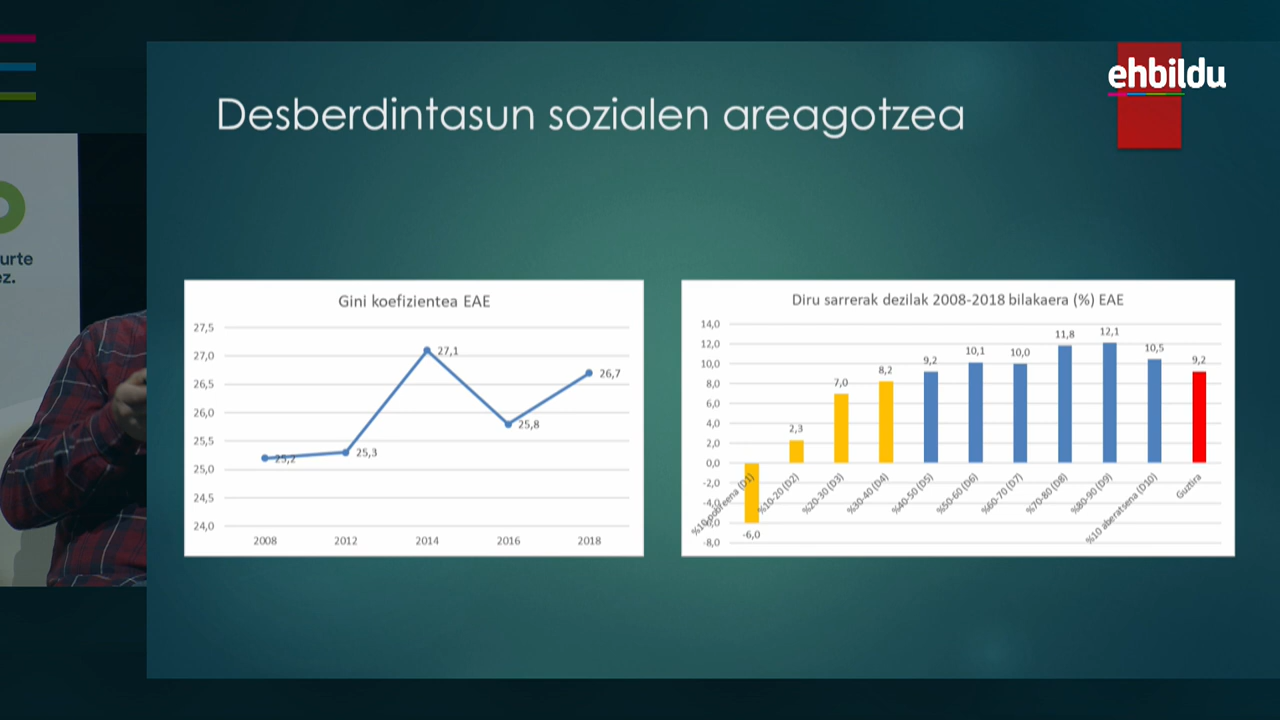 ehbildu
Desberdintasun sozialen areagotzea
urte
ez.
Gini koefizientea EAE
27,5
27,0
26,5
26,0
25,5
25,0
24,5
24,0
25,2
25,3
27,1
25,8
26,7
2008 2012 2014 2016 2018
Diru sarrerak dezilak 2008-2018 bilakaera (%) EAE
14,0
12,0
10,0
8,0
6,0
4,0
2,0
0,0
-2,0
-4,0
-6,0
-8,0
-6,0
2,3
7,0
8,2
9,2
10,1
10,0
11,8
12,1
10,5
9,2
%10 pobreena (D1)
%10-20 (D2)
%20-30 (D3)
%30-40 (D4)
%40-50 (D5)
%50-60 (D6)
%60-70 (D7)
%70-80 (D8)
%80-90 (D9)
%10 aberatsena (D10)
Guztira